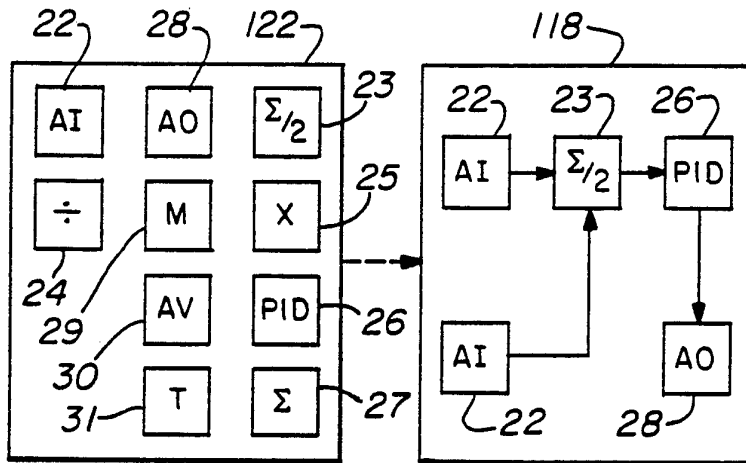 22 28 122 118
23 22 23 26
AI AO Σ/2
AI Σ/2 PID
÷ M X
25
24
29
AV PID
30
26
AI AO
T Σ
31 27 22 28